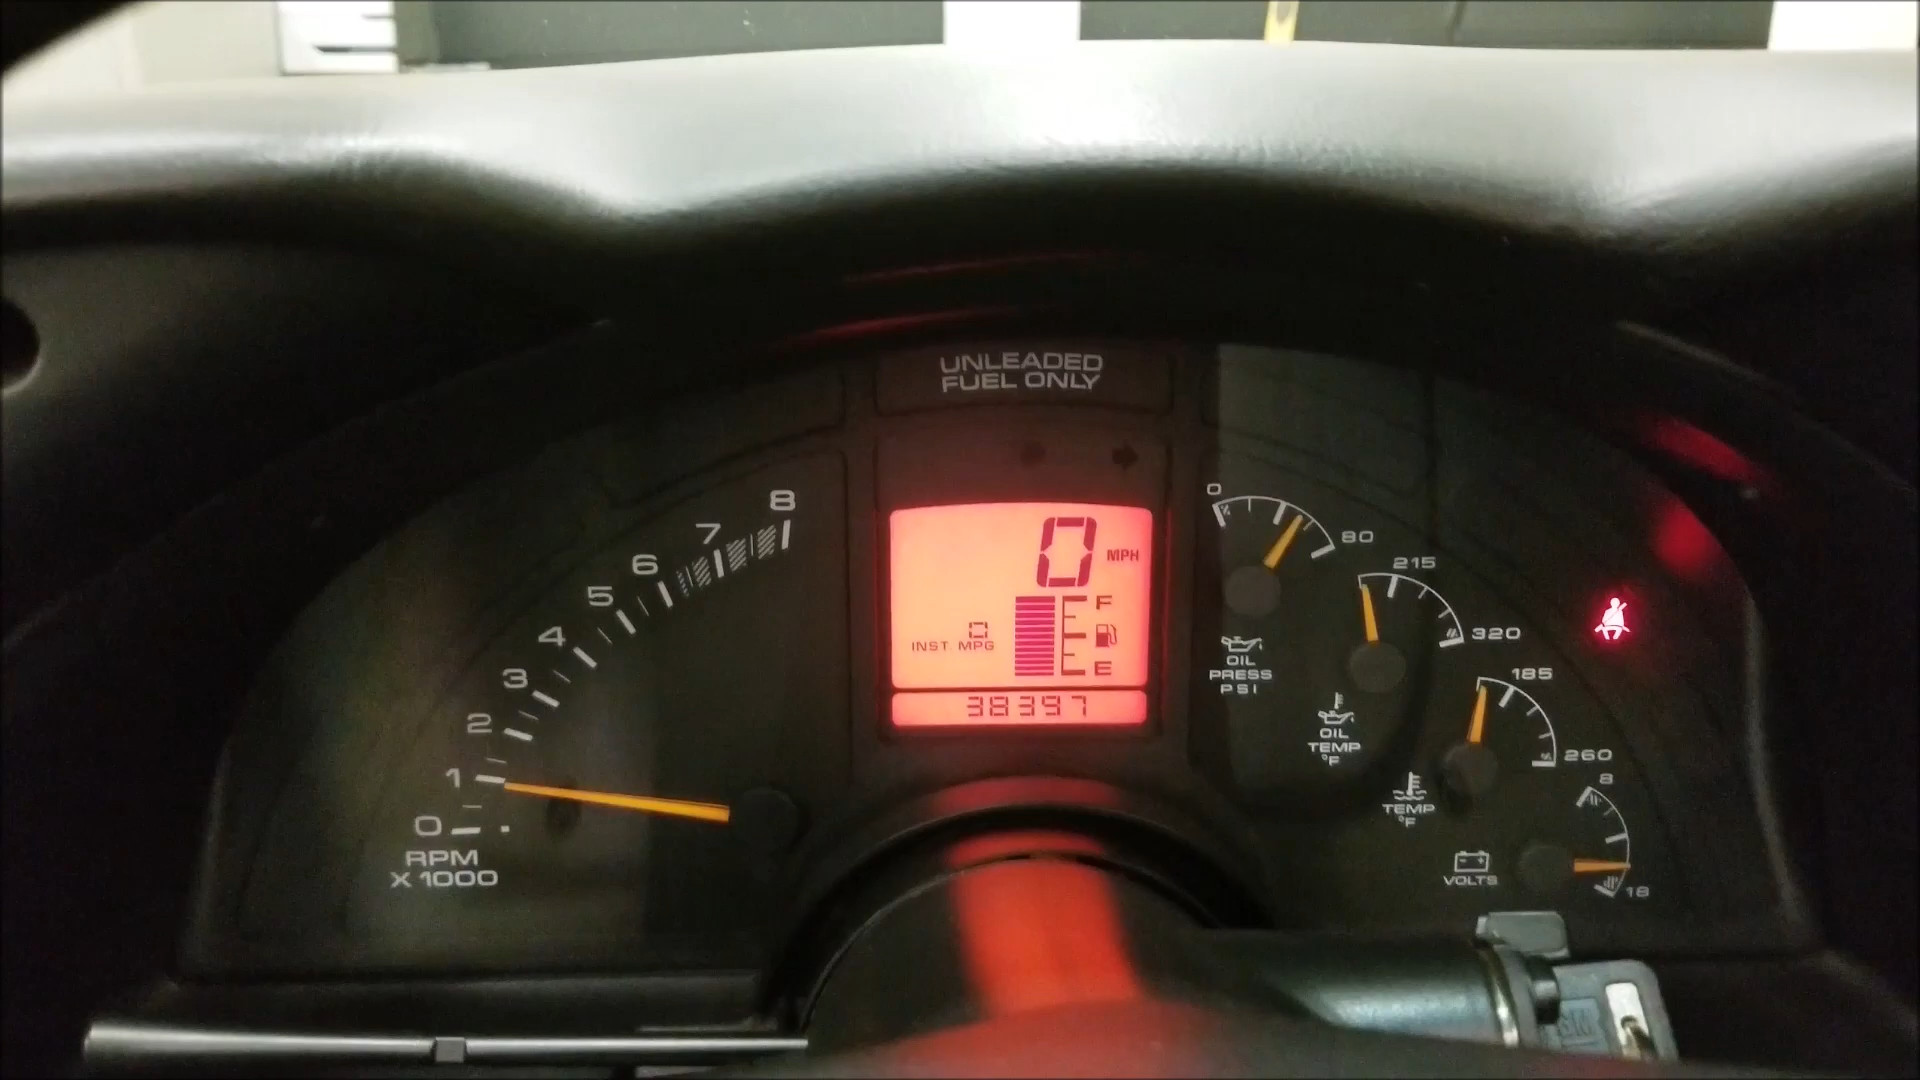 UNLEADED
FUEL ONLY
8
7
6
5
4
3
2
1
0
RPM
X 1000
0 MPH
F
0
INST MPG
E
38397
0
80
OIL
PRESS
PSI
215
320
OIL
TEMP
°F
185
260
TEMP
°F
8
18
VOLTS